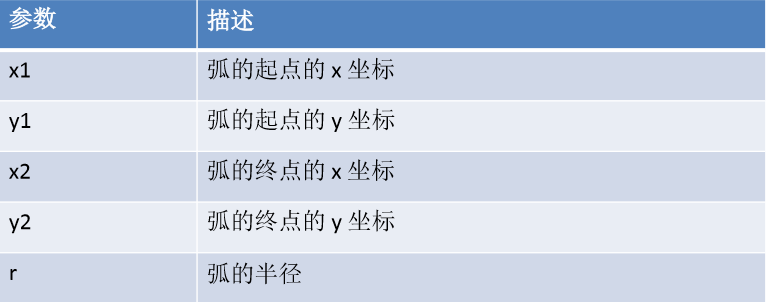 参数 描述
x1 弧的起点的 x 坐标
y1 弧的起点的 y 坐标
x2 弧的终点的 x 坐标
y2 弧的终点的 y 坐标
r 弧的半径